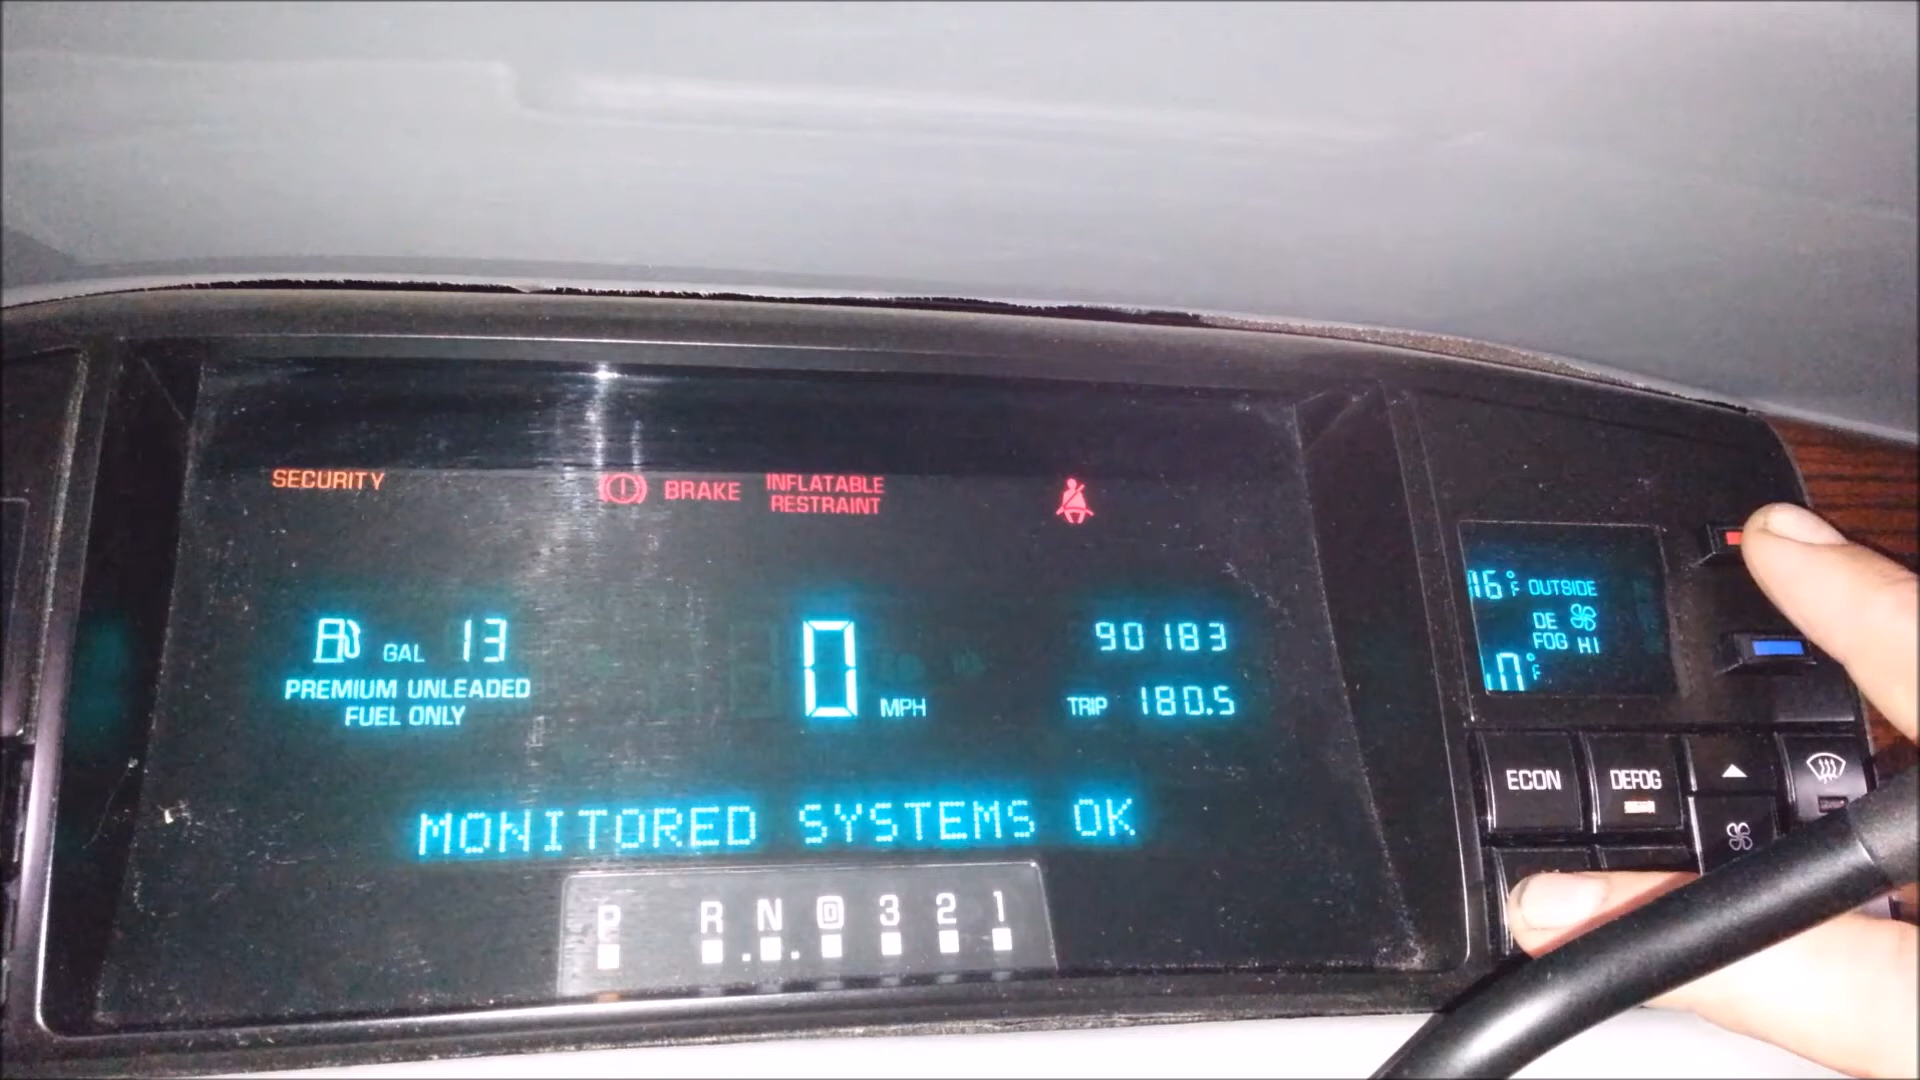 SECURITY
BRAKE
INFLATABLE
RESTRAINT
GAL 13
PREMIUM UNLEADED
FUEL ONLY
0 MPH
90183
TRIP 180.5
MONITORED SYSTEMS OK
P R N D 3 2 1
°F OUTSIDE
DE
FOG HI
°F
ECON
DEFOG